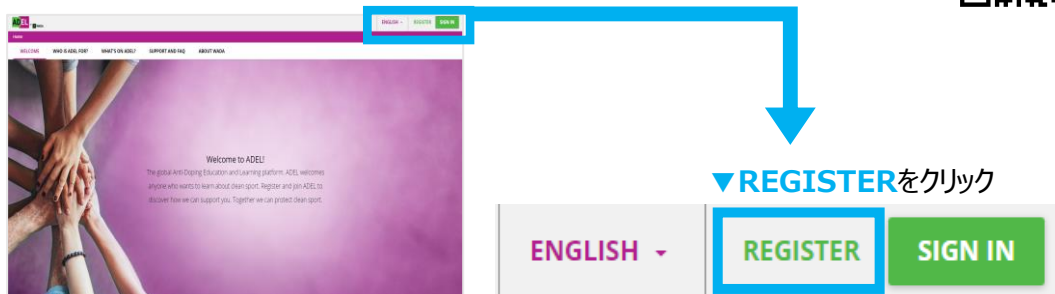 ADEL
ENGLISH REGISTER SIGN IN
WELCOME WHO IS ADEL FOR? WHAT'S ON ADEL? SUPPORT AND FAQ ABOUT WADA
Welcome to ADEL!
The global Anti-Doping Education and Learning platform. ADEL welcomes
anyone who wants to learn about clean sport. Register and join ADEL to
discover how we can support you. Together we can protect clean sport.
▼REGISTERをクリック
ENGLISH REGISTER SIGN IN